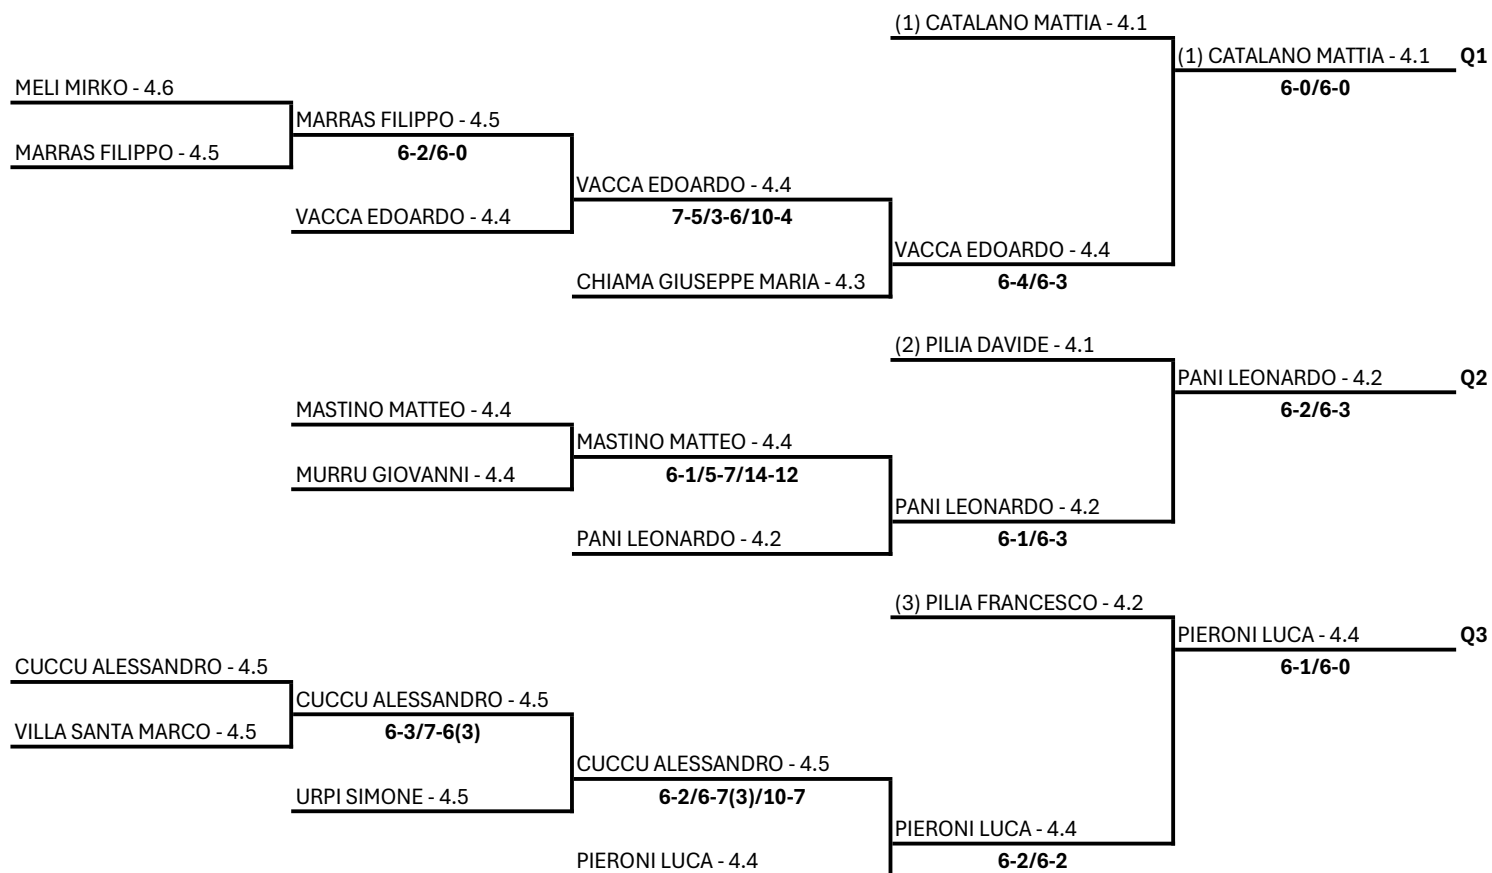 (1) CATALANO MATTIA - 4.1
(1) CATALANO MATTIA - 4.1 Q1
MELI MIRKO - 4.6
6-0/6-0
MARRAS FILIPPO - 4.5
MARRAS FILIPPO - 4.5
6-2/6-0
VACCA EDOARDO - 4.4
VACCA EDOARDO - 4.4
7-5/3-6/10-4
VACCA EDOARDO - 4.4
CHIAMA GIUSEPPE MARIA - 4.3
6-4/6-3
(2) PILIA DAVIDE - 4.1
PANI LEONARDO - 4.2 Q2
MASTINO MATTEO - 4.4
6-2/6-3
MASTINO MATTEO - 4.4
MURRU GIOVANNI - 4.4
6-1/5-7/14-12
PANI LEONARDO - 4.2
PANI LEONARDO - 4.2
6-1/6-3
(3) PILIA FRANCESCO - 4.2
PIERONI LUCA - 4.4 Q3
CUCCU ALESSANDRO - 4.5
6-1/6-0
CUCCU ALESSANDRO - 4.5
VILLA SANTA MARCO - 4.5
6-3/7-6(3)
CUCCU ALESSANDRO - 4.5
URPI SIMONE - 4.5
6-2/6-7(3)/10-7
PIERONI LUCA - 4.4
PIERONI LUCA - 4.4
6-2/6-2